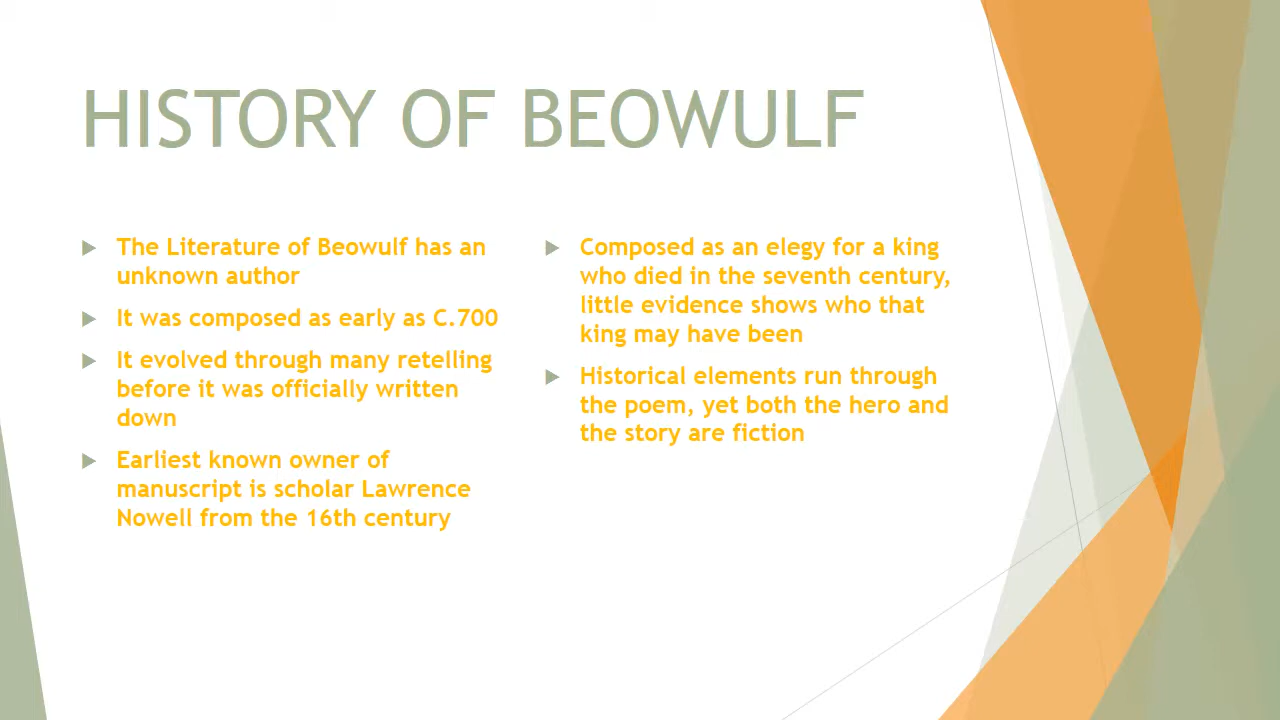 HISTORY OF BEOWULF
The Literature of Beowulf has an
unknown author
It was composed as early as C.700
It evolved through many retelling
before it was officially written
down
Earliest known owner of
manuscript is scholar Lawrence
Nowell from the 16th century
Composed as an elegy for a king
who died in the seventh century,
little evidence shows who that
king may have been
Historical elements run through
the poem, yet both the hero and
the story are fiction